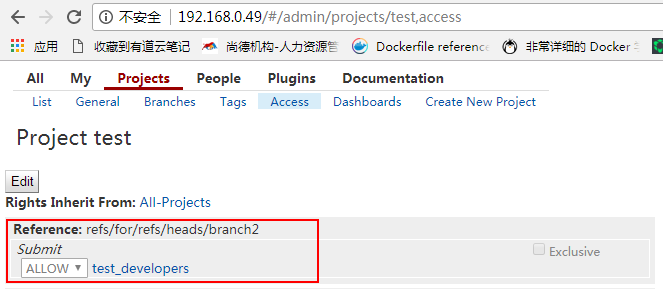 不安全 192.168.0.49/#/admin/projects/test,access
应用 收藏到有道云笔记 尚德机构-人力资源管 Dockerfile reference 非常详细的 Docker
All My Projects People Plugins Documentation
List General Branches Tags Access Dashboards Create New Project
Project test
Edit
Rights Inherit From: All-Projects
Reference: refs/for/refs/heads/branch2
Submit Exclusive
ALLOW test_developers